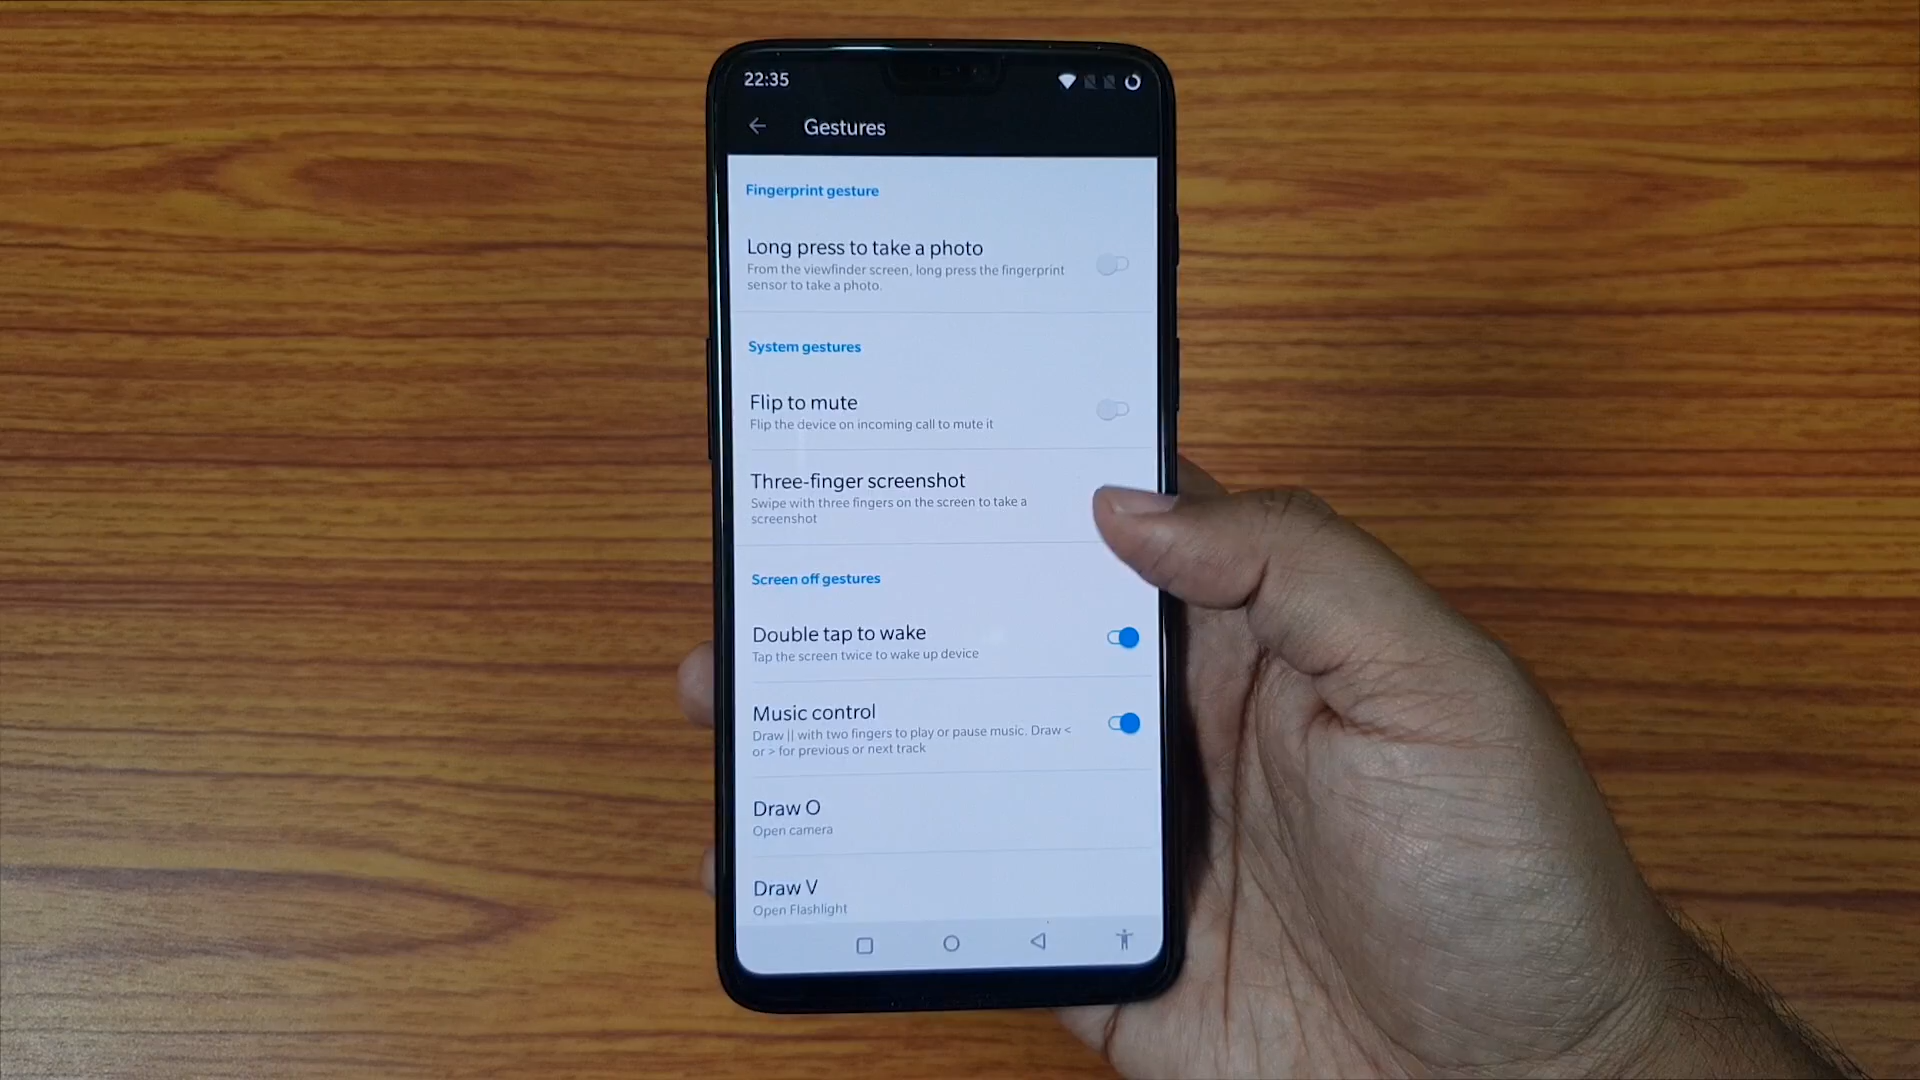 22:35
Gestures
Fingerprint gesture
Long press to take a photo
From the viewfinder screen, long press the fingerprint
sensor to take a photo.
System gestures
Flip to mute
Flip the device on incoming call to mute it
Three-finger screenshot
Swipe with three fingers on the screen to take a
screenshot
Screen off gestures
Double tap to wake
Tap the screen twice to wake up device
Music control
Draw || with two fingers to play or pause music. Draw <
or > for previous or next track
Draw O
Open camera
Draw V
Open Flashlight